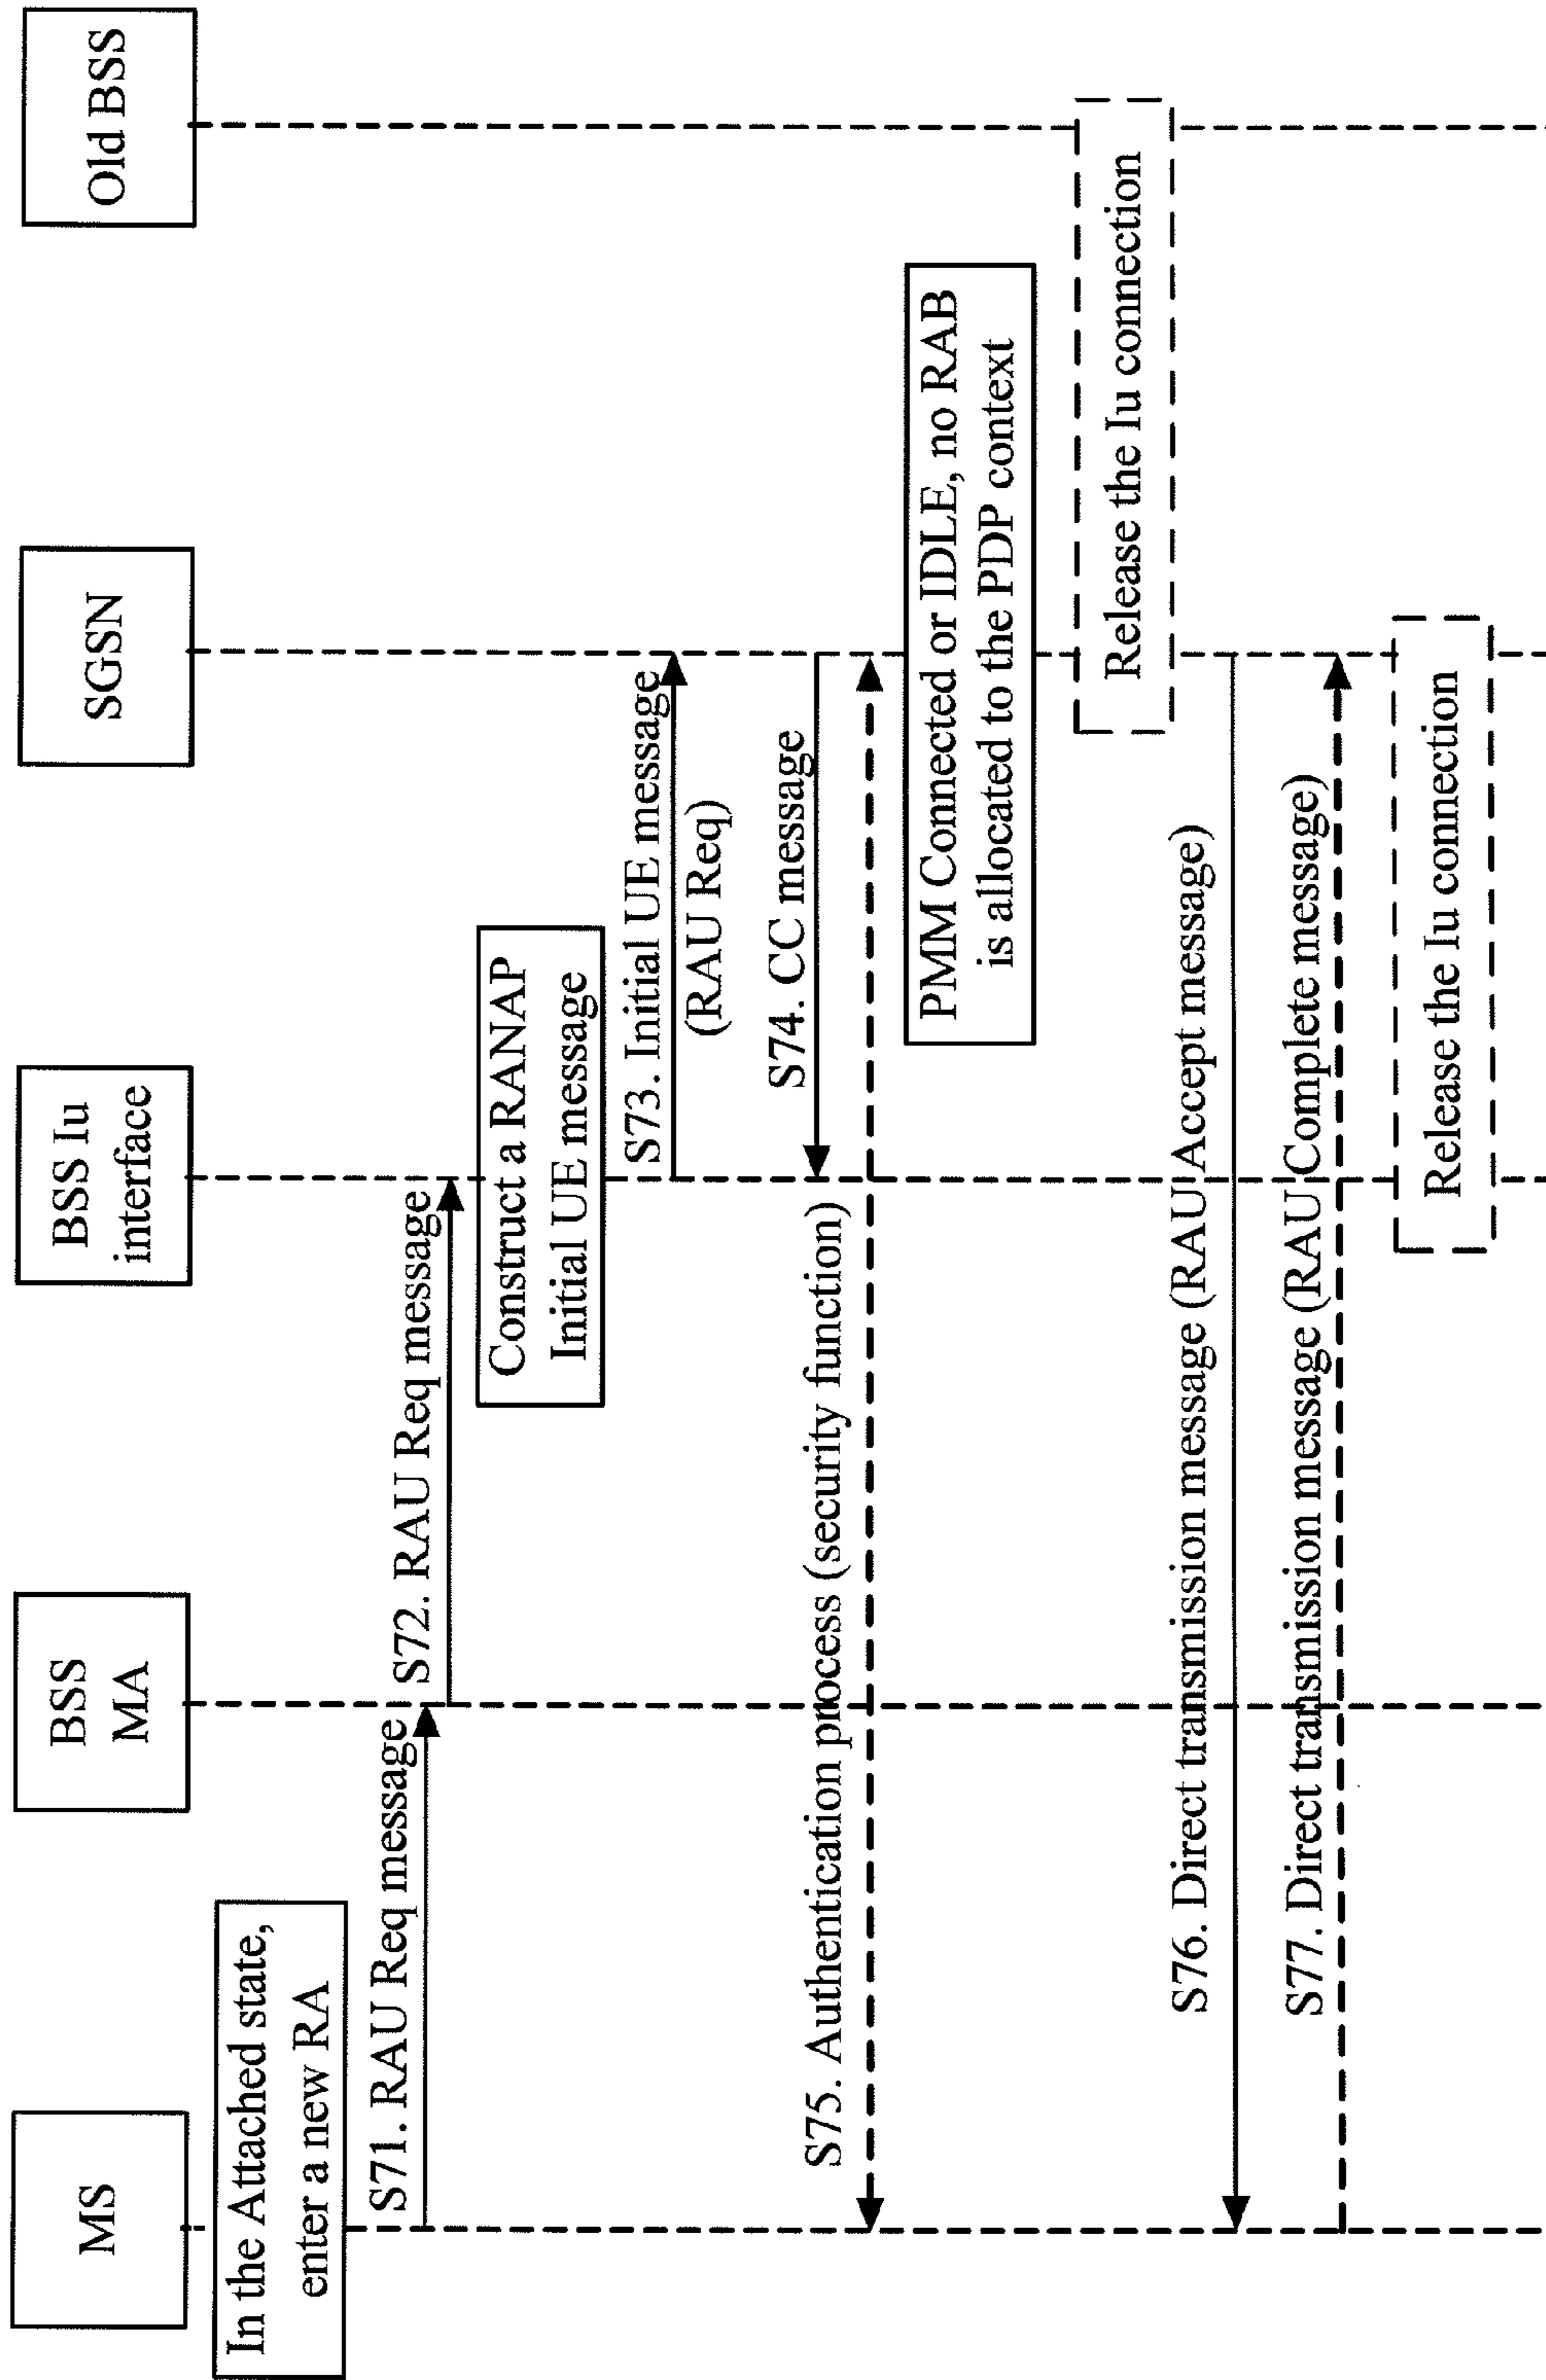 MS
BSS
MA
BSS Iu
interface
SGSN
Old BSS
In the Attached state,
enter a new RA
S71. RAU Req message
S72. RAU Req message
Construct a RANAP
Initial UE message
S73. Initial UE message
(RAU Req)
S74. CC message
S75. Authentication process (security function)
PMM Connected or IDLE, no RAB
is allocated to the PDP context
Release the Iu connection
S76. Direct transmission message (RAU Accept message)
S77. Direct transmission message (RAU Complete message)
Release the Iu connection